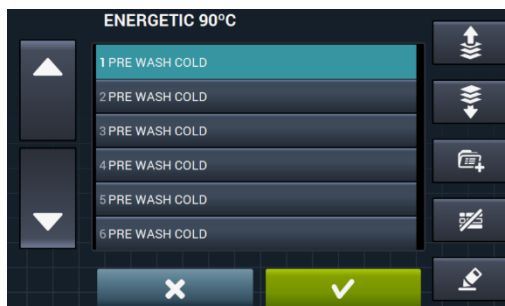 ENERGETIC 90ºC
1 PRE WASH COLD
2 PRE WASH COLD
3 PRE WASH COLD
4 PRE WASH COLD
5 PRE WASH COLD
6 PRE WASH COLD